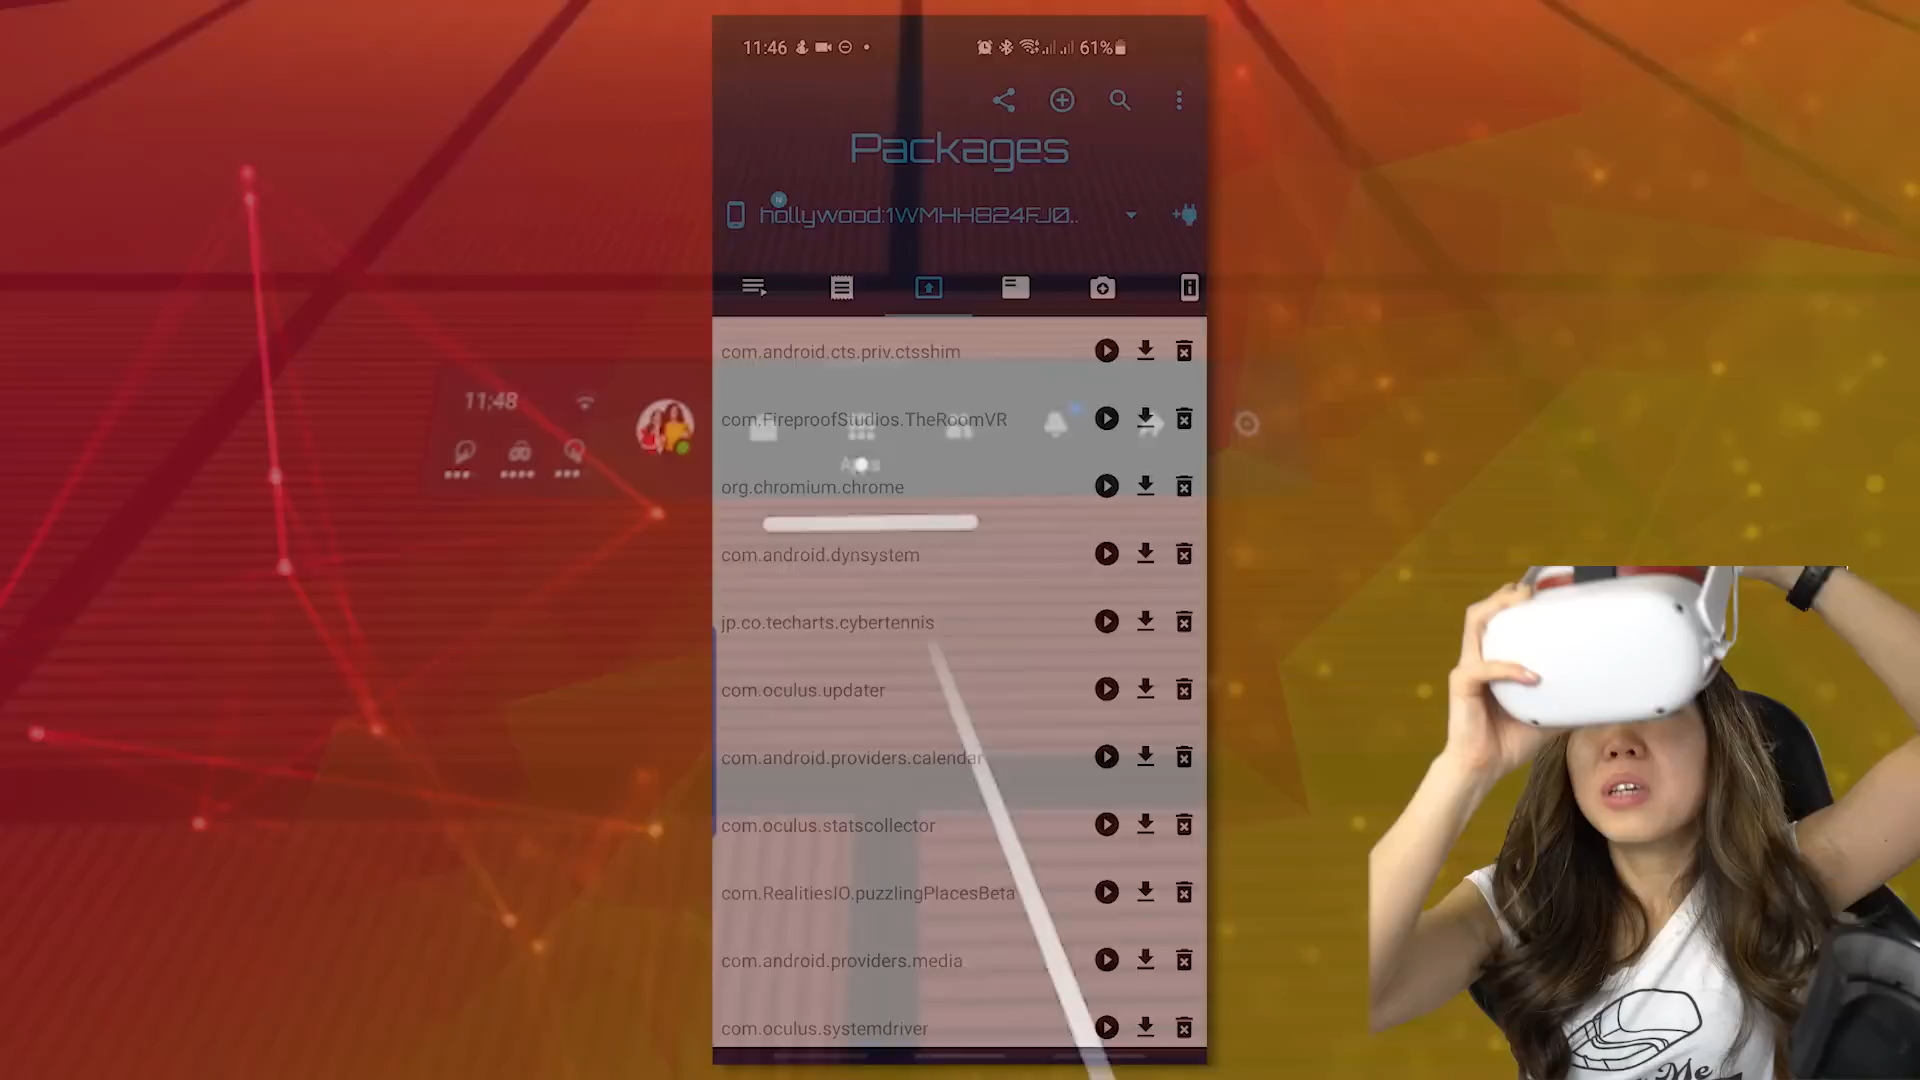 11:46
61%
Packages
N
hollywood:1WMHH824FJ0..
com.android.cts.priv.ctsshim
11:48
com.FireproofStudios.TheRoomVR
Apps
org.chromium.chrome
com.android.dynsystem
jp.co.techarts.cybertennis
com.oculus.updater
com.android.providers.calendar
com.oculus.statscollector
com.RealitiesIO.puzzlingPlacesBeta
com.android.providers.media
com.oculus.systemdriver
Me